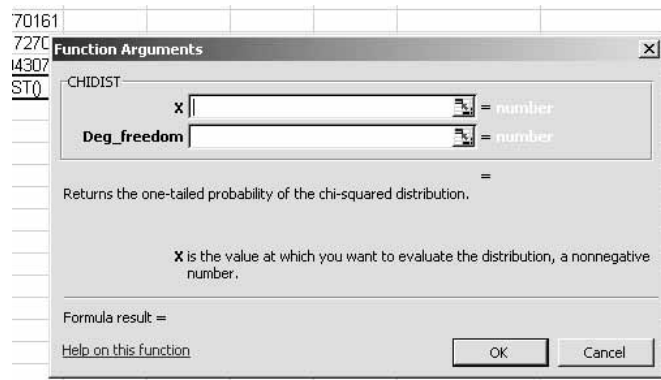 70161
7270
Function Arguments
04307
ST()
CHIDIST
X = number
Deg_freedom = number
=
Returns the one-tailed probability of the chi-squared distribution.
X is the value at which you want to evaluate the distribution, a nonnegative
number.
Formula result =
Help on this function
OK Cancel